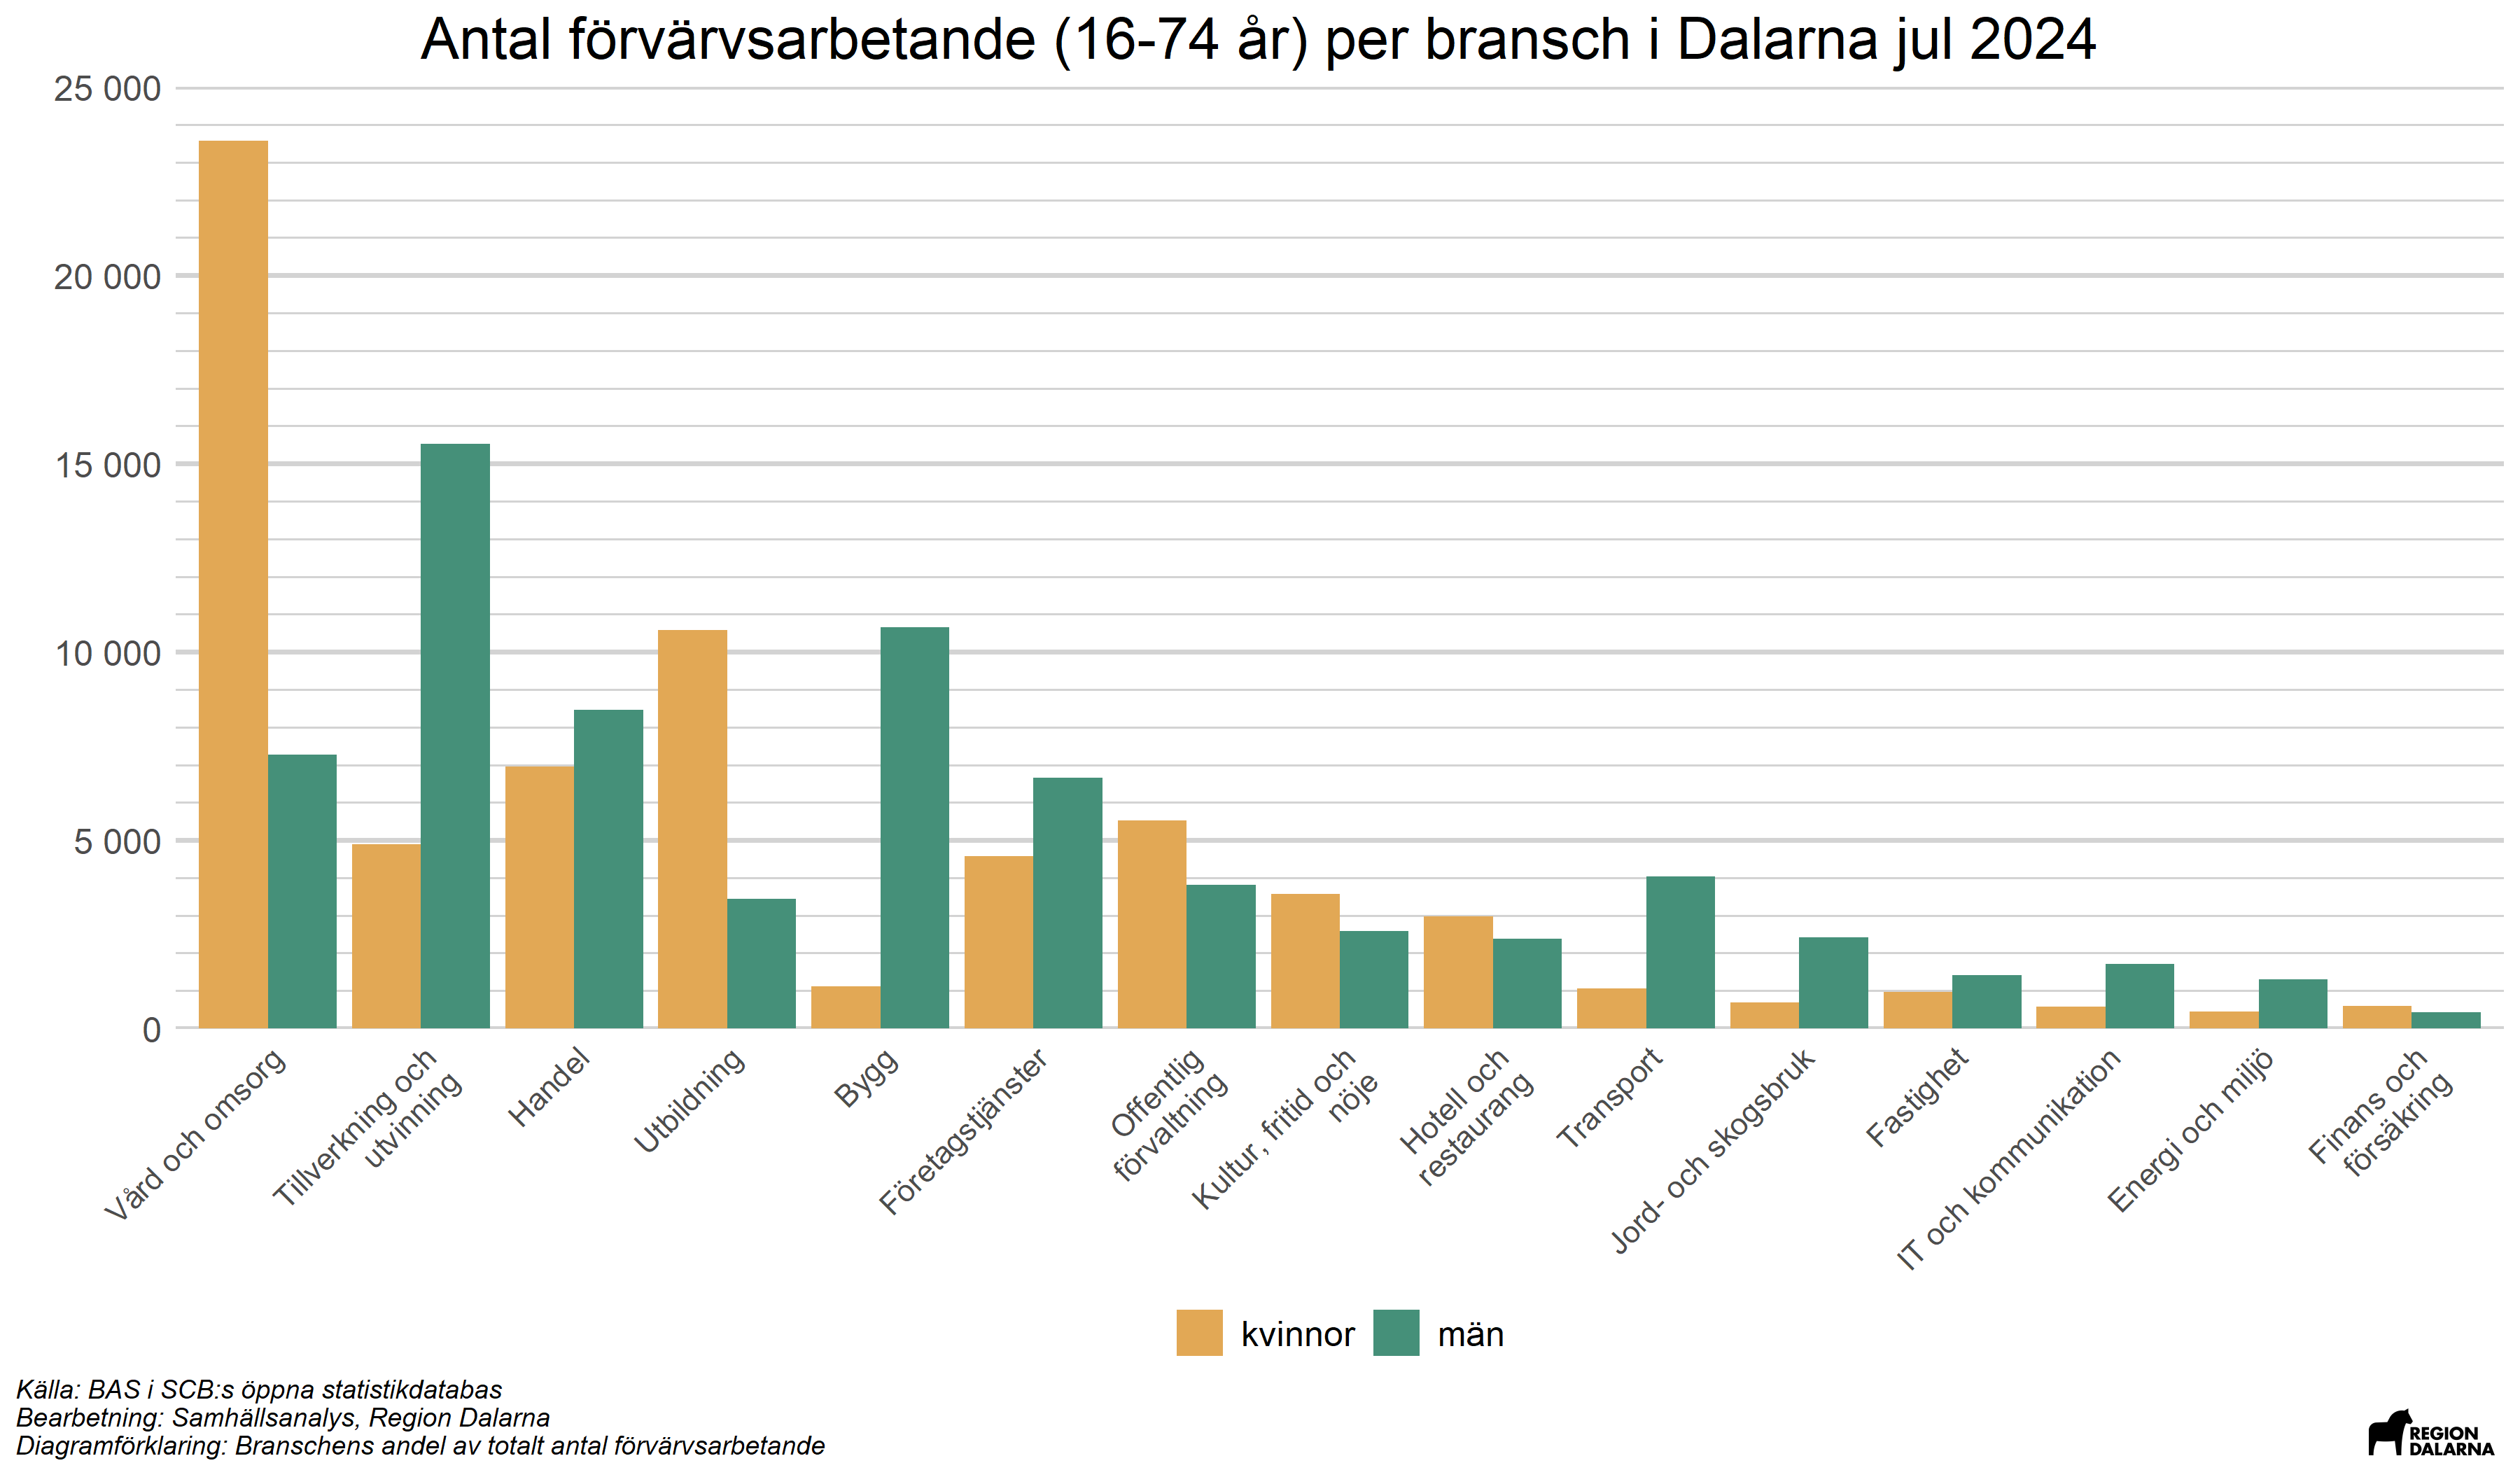 Antal förvärvsarbetande (16-74 år) per bransch i Dalarna jul 2024
25 000
20 000
15 000
10 000
5 000
0
Vård och omsorg
Tillverkning och
utvinning
Handel
Utbildning
Bygg
Företagstjänster
Offentlig
förvaltning
Kultur, fritid och
nöje
Hotell och
restaurang
Transport
Jord- och skogsbruk
Fastighet
IT och kommunikation
Energi och miljö
Finans och
försäkring
kvinnor
män
Källa: BAS i SCB:s öppna statistikdatabas
Bearbetning: Samhällsanalys, Region Dalarna
Diagramförklaring: Branschens andel av totalt antal förvärvsarbetande
REGION
DALARNA